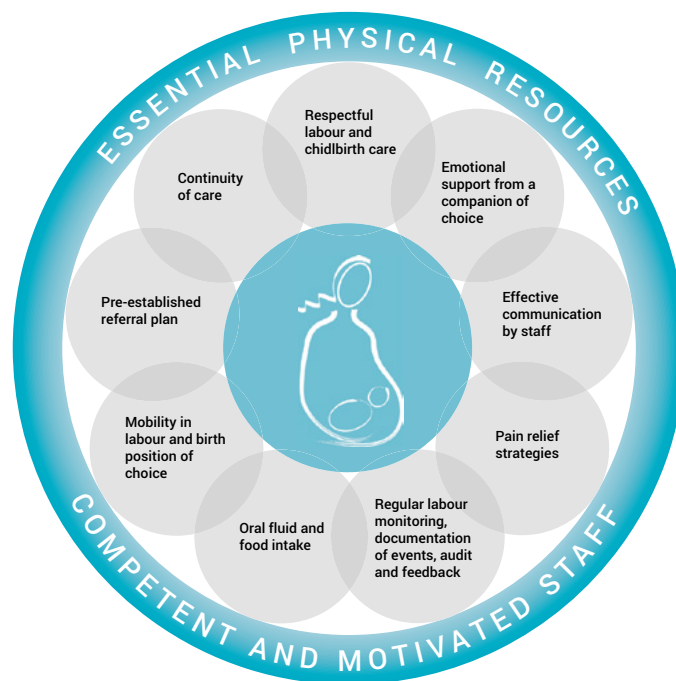 ESSENTIAL PHYSICAL RESOURCES
Respectful
labour and
chidlbirth care
Emotional
support from a
companion of
choice
Effective
communication
by staff
Pain relief
strategies
Regular labour
monitoring,
documentation
of events, audit
and feedback
Oral fluid and
food intake
Mobility in
labour and birth
position of
choice
Pre-established
referral plan
Continuity
of care
COMPETENT AND MOTIVATED STAFF